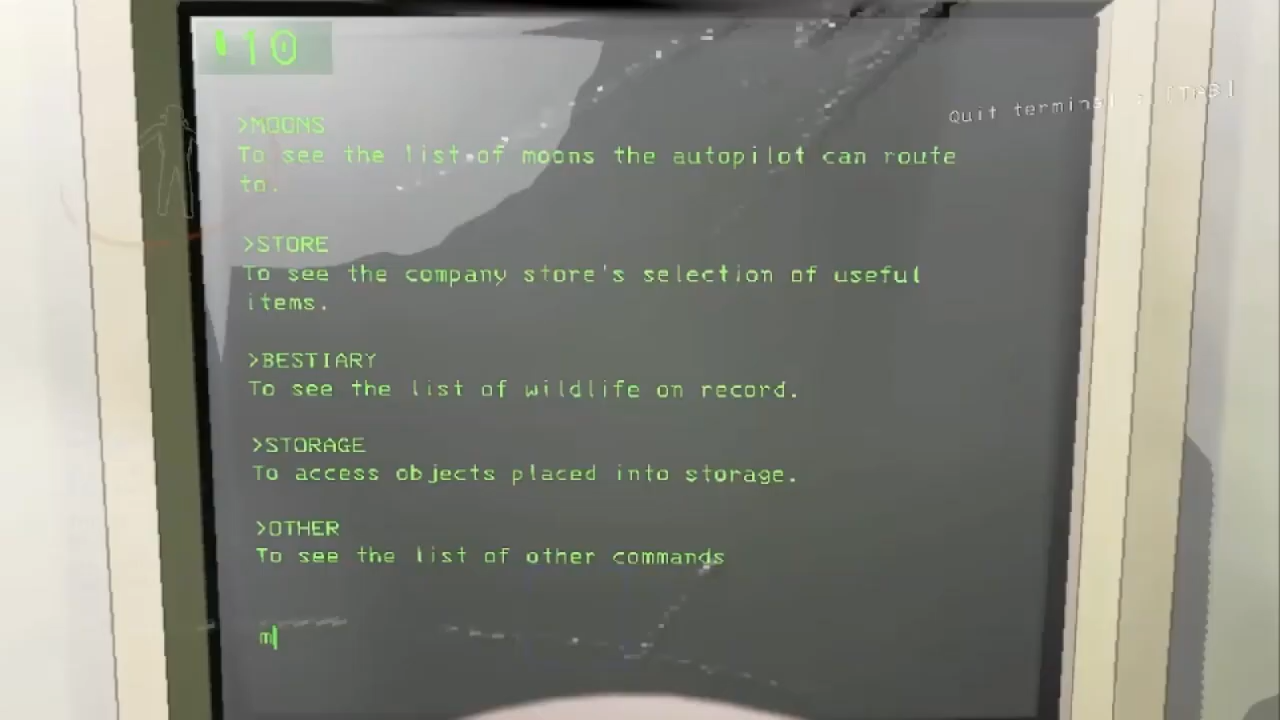 10
Quit terminal : [TAB]
>MOONS
To see the list of moons the autopilot can route
to.
>STORE
To see the company store's selection of useful
items.
>BESTIARY
To see the list of wildlife on record.
>STORAGE
To access objects placed into storage.
>OTHER
To see the list of other commands
m